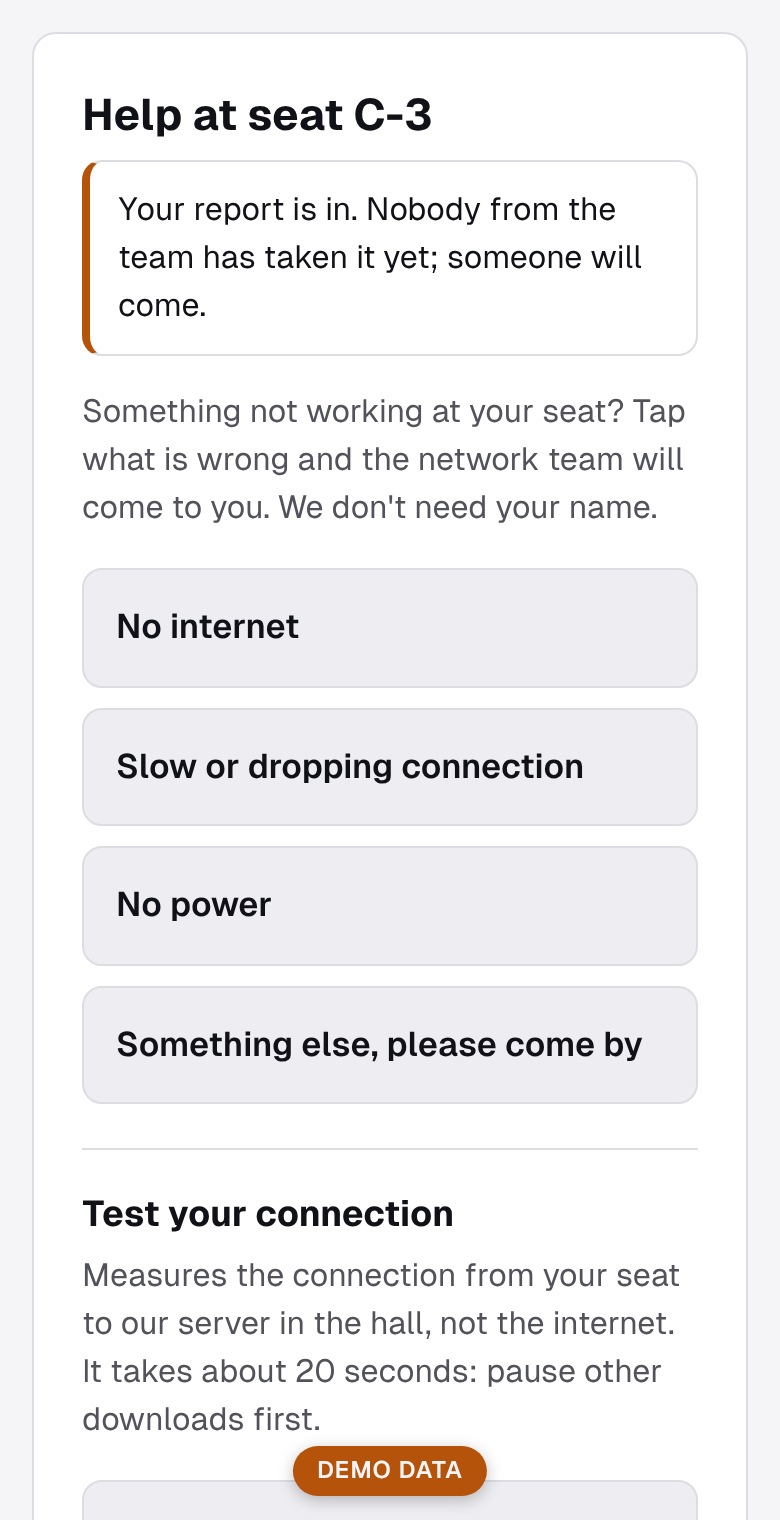 Help at seat C-3
Your report is in. Nobody from the
team has taken it yet; someone will
come.
Something not working at your seat? Tap
what is wrong and the network team will
come to you. We don't need your name.
No internet
Slow or dropping connection
No power
Something else, please come by
Test your connection
Measures the connection from your seat
to our server in the hall, not the internet.
It takes about 20 seconds: pause other
downloads first.
DEMO DATA